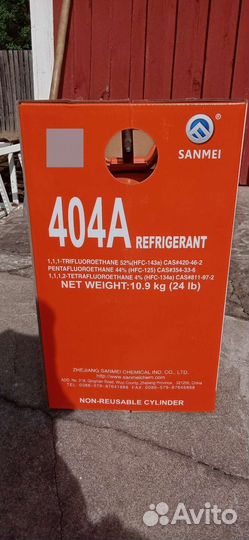 SANMEI
404A REFRIGERANT
1,1,1-TRIFLUOROETHANE 52%(HFC-143a) CAS#420-46-2
PENTAFLUOROETHANE 44% (HFC-125) CAS#354-33-6
1,1,1,2-TETRAFLUOROETHANE 4% (HFC-134a) CAS#811-97-2
NET WEIGHT:10.9 kg (24 lb)
ZHEJIANG SANMEI CHEMICAL IND. CO., LTD.
http://www.sanmeichem.com
NON-REUSABLE CYLINDER
Avito